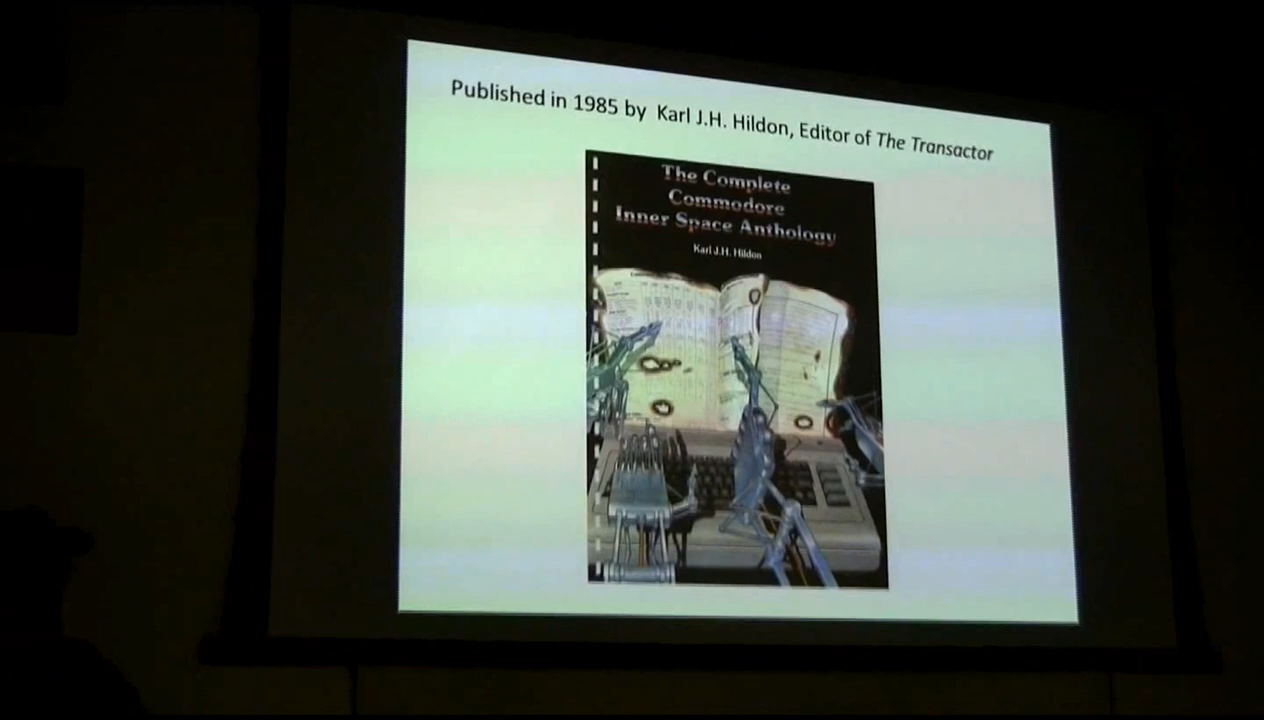 Published in 1985 by Karl J.H. Hildon, Editor of The Transactor
The Complete
Commodore
Inner Space Anthology
Karl J.H. Hildon